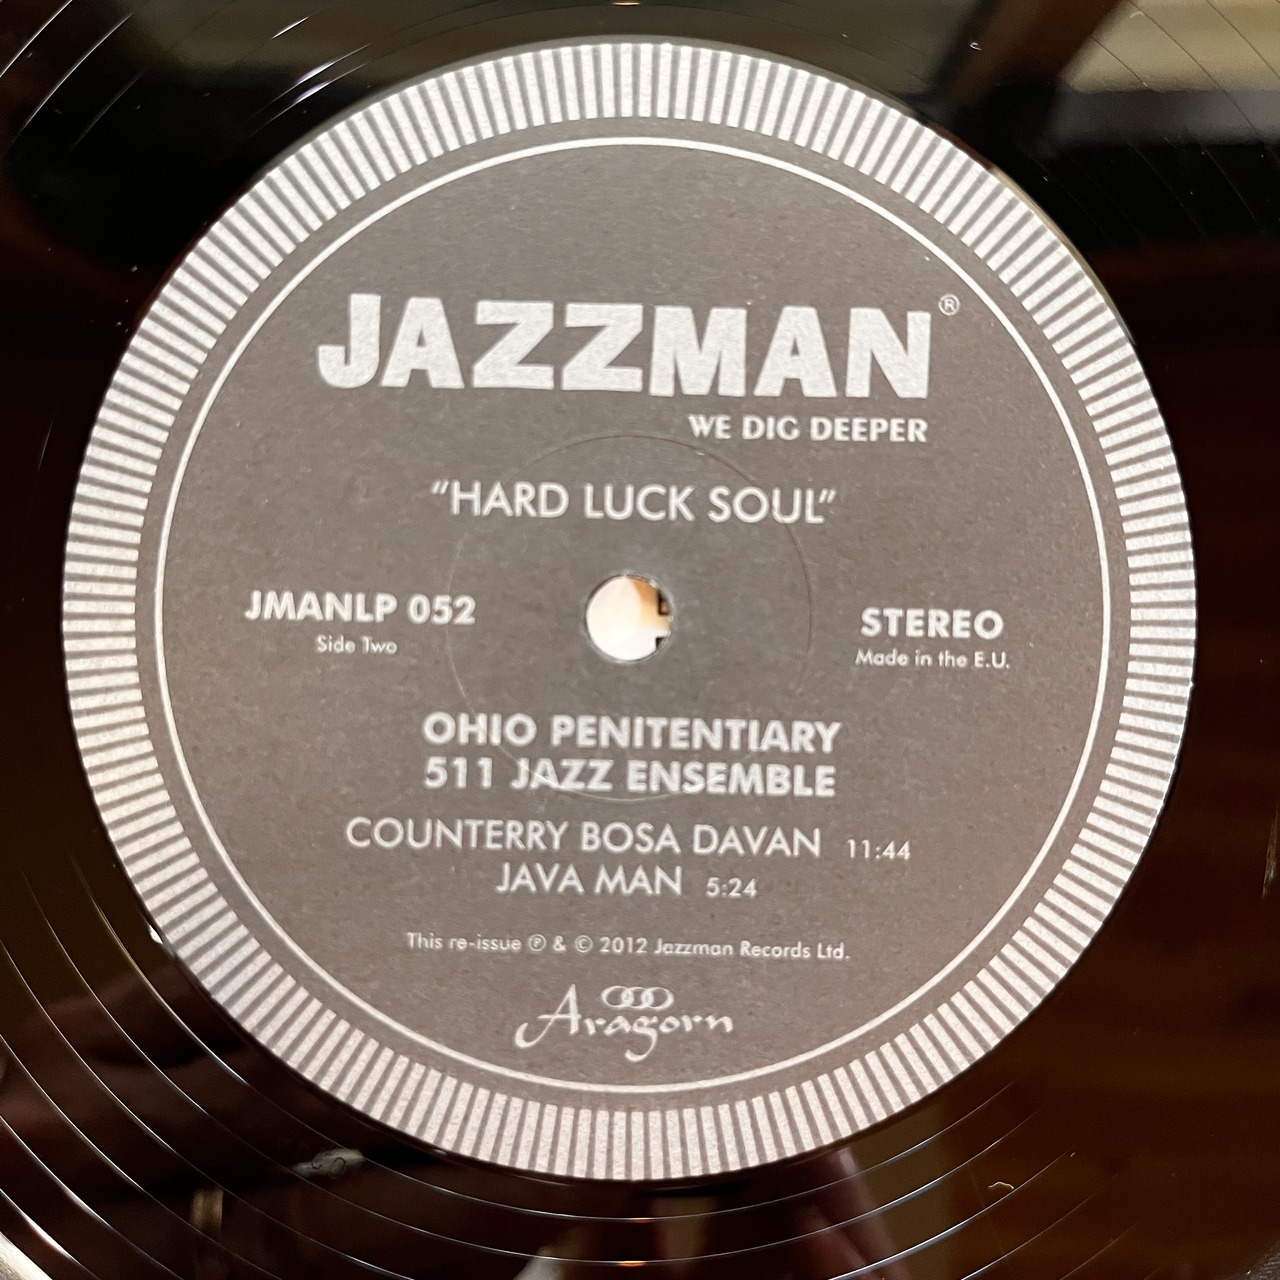 JAZZMAN®
WE DIG DEEPER
“HARD LUCK SOUL”
JMANLP 052
Side Two
STEREO
Made in the E.U.
OHIO PENITENTIARY
511 JAZZ ENSEMBLE
COUNTERRY BOSA DAVAN 11:44
JAVA MAN 5:24
This re-issue ℗ & © 2012 Jazzman Records Ltd.
Aragorn